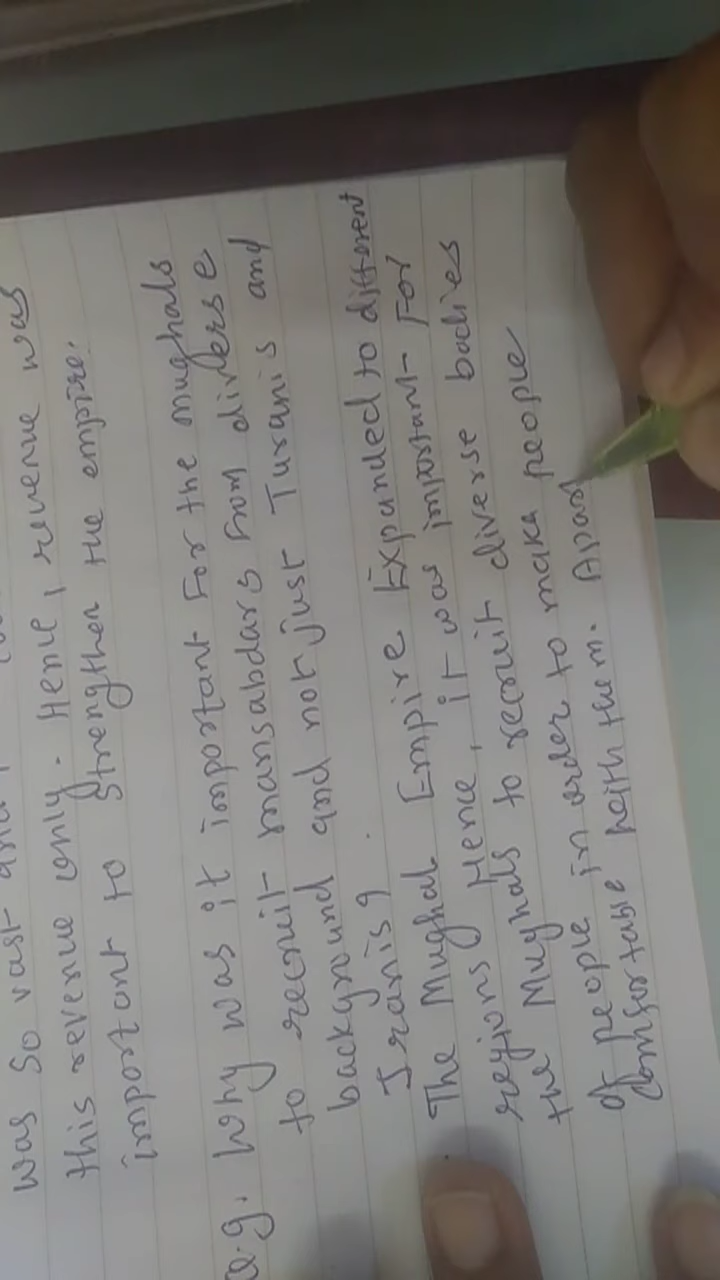 was so vast and
this revenue only. Hence, revenue was
important to strengthen the empire.
Q.9. Why was it important For the mughals
to recruit mansabdars From diverse
background and not just Turanis and
Iranis?
The Mughal Empire Expanded to different
regions Hence, it was important For
the Mughals to recruit diverse bodies
of people in order to make people
Comfortable with them. Apart